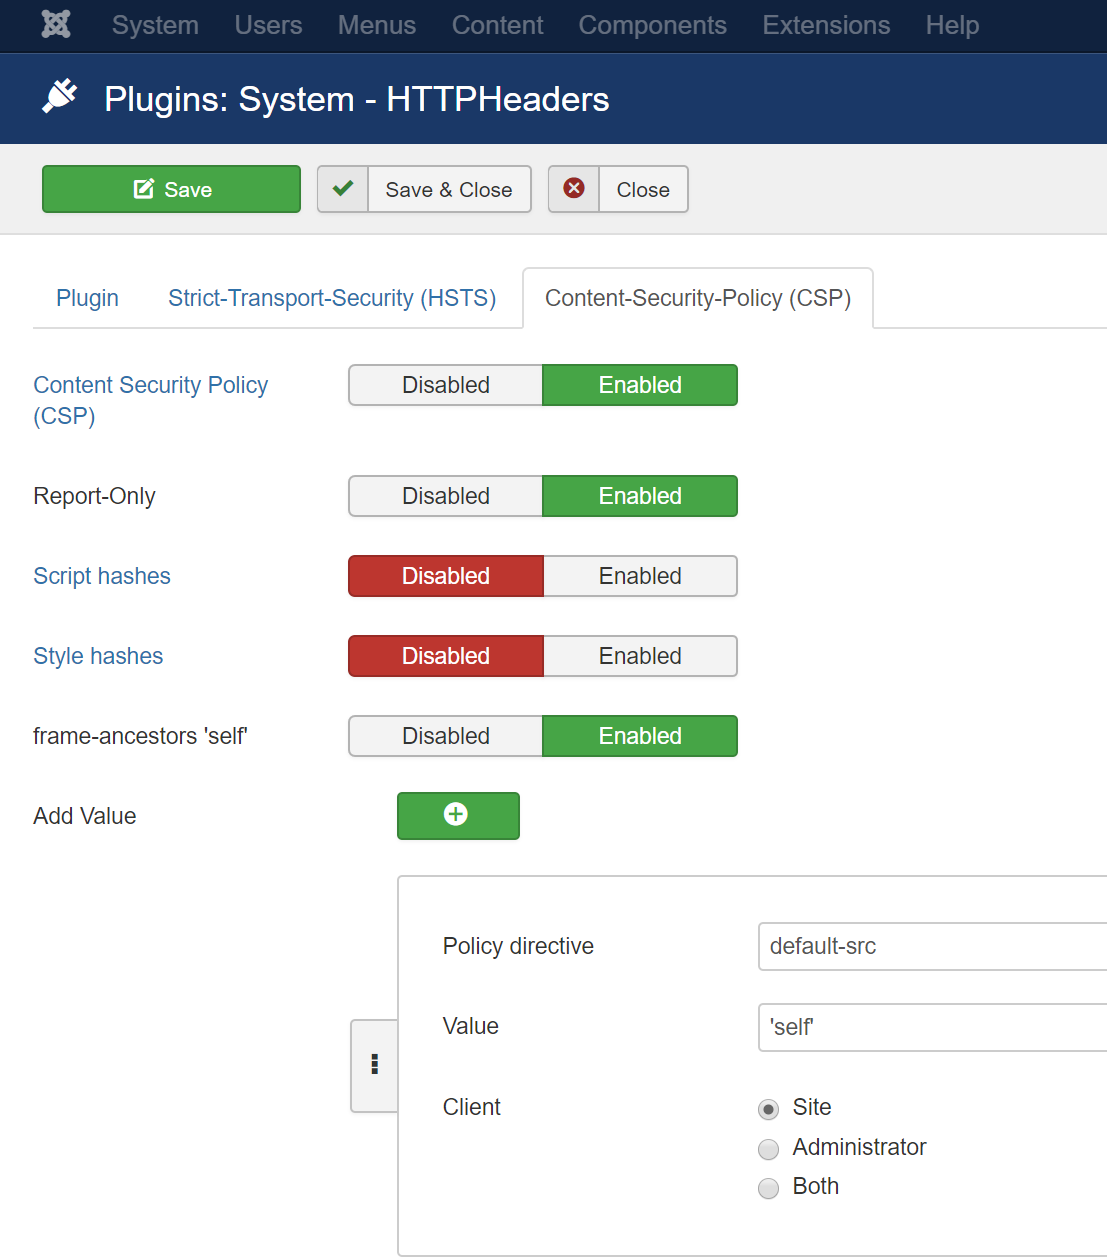 System Users Menus Content Components Extensions Help
Plugins: System - HTTPHeaders
Save Save & Close Close
Plugin Strict-Transport-Security (HSTS) Content-Security-Policy (CSP)
Content Security Policy
(CSP)
Disabled Enabled
Report-Only Disabled Enabled
Script hashes Disabled Enabled
Style hashes Disabled Enabled
frame-ancestors 'self' Disabled Enabled
Add Value
Policy directive default-src
Value 'self'
Client Site
Administrator
Both